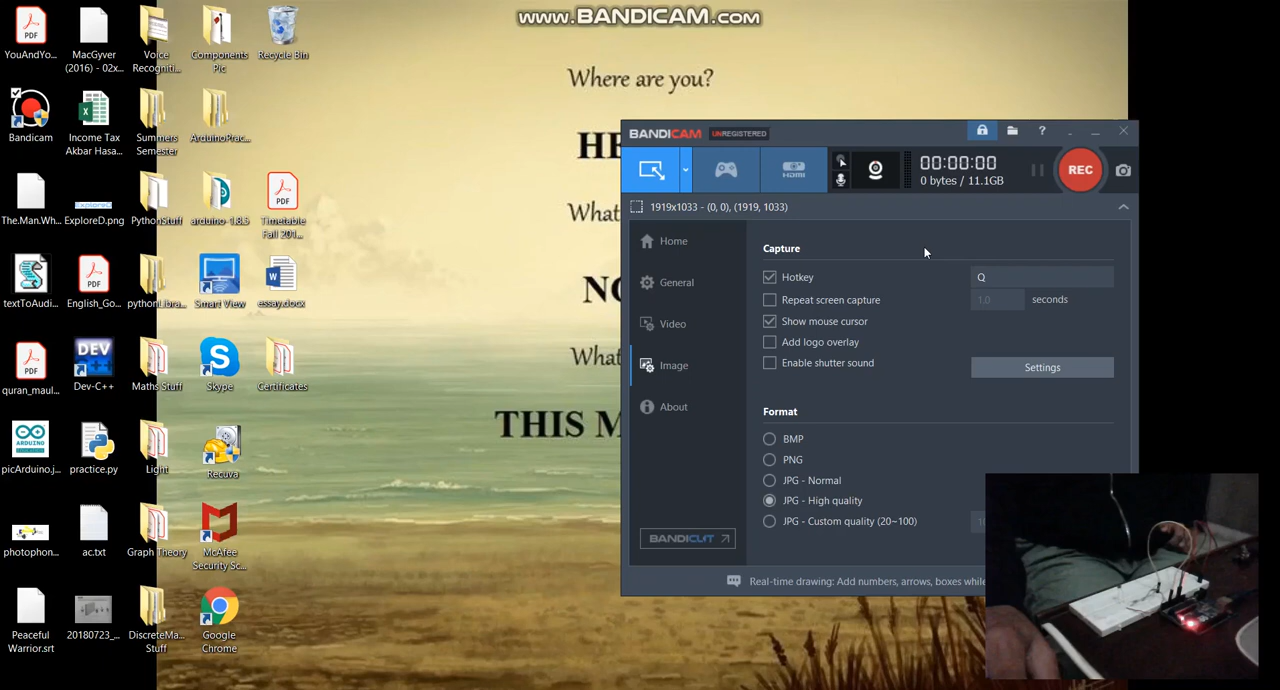 www.BANDICAM.com
YouAndYo...
MacGyver
(2016) - 02x...
Voice
Recogniti...
Components
Pic
Recycle Bin
Bandicam
Income Tax
Akbar Hasa...
Summers
Semester
ArduinoPrac...
The.Man.Wh...
ExploreD.png
PythonStuff
arduino-1.8.5
Timetable
Fall 201...
textToAudi...
English_Go...
pythonLibra...
Smart View
essay.docx
quran_maul...
Dev-C++
Maths Stuff
Skype
Certificates
picArduino.j...
practice.py
Light
Recuva
photophon...
ac.txt
Graph Theory
McAfee
Security Sc...
Peaceful
Warrior.srt
20180723_...
DiscreteMa...
Stuff
Google
Chrome
Where are you?
HE
What
NO
What
THIS M
BANDICAM UNREGISTERED
00:00:00
0 bytes / 11.1GB
REC
HDMI
1919x1033 - (0, 0), (1919, 1033)
Home
General
Video
Image
About
BANDICUT
Capture
Hotkey
Q
Repeat screen capture
1.0 seconds
Show mouse cursor
Add logo overlay
Enable shutter sound
Settings
Format
BMP
PNG
JPG - Normal
JPG - High quality
JPG - Custom quality (20~100)
Real-time drawing: Add numbers, arrows, boxes while